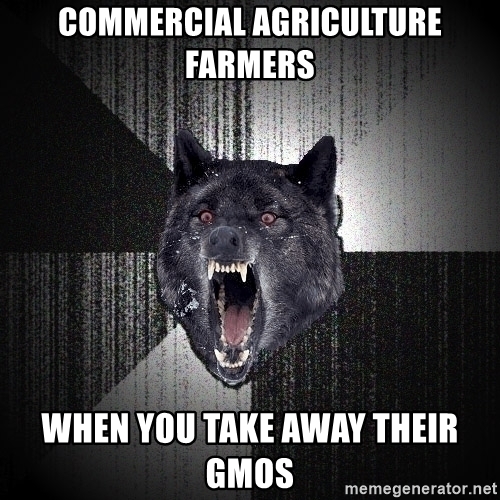 COMMERCIAL AGRICULTURE
FARMERS
WHEN YOU TAKE AWAY THEIR
GMOS
memegenerator.net